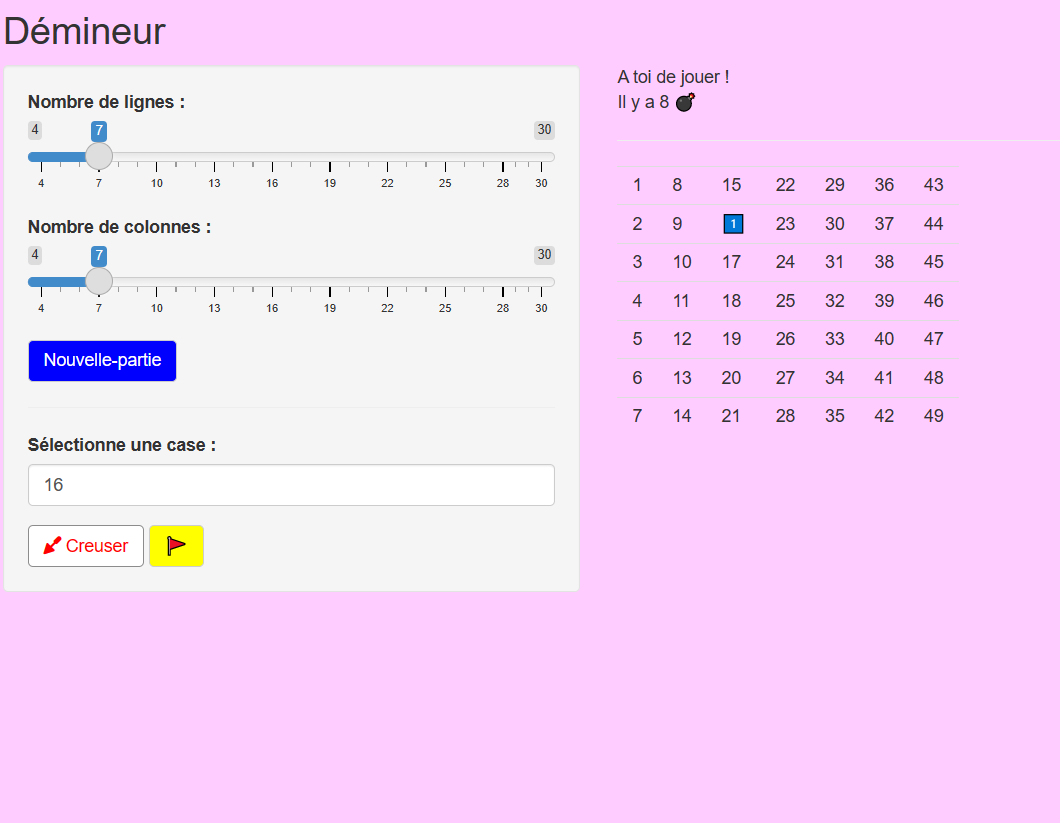 Démineur
Nombre de lignes :
4 7 30
4 7 10 13 16 19 22 25 28 30
Nombre de colonnes :
4 7 30
4 7 10 13 16 19 22 25 28 30
Nouvelle-partie
Sélectionne une case :
16
Creuser
A toi de jouer !
Il y a 8 💣
1 8 15 22 29 36 43
2 9 1 23 30 37 44
3 10 17 24 31 38 45
4 11 18 25 32 39 46
5 12 19 26 33 40 47
6 13 20 27 34 41 48
7 14 21 28 35 42 49